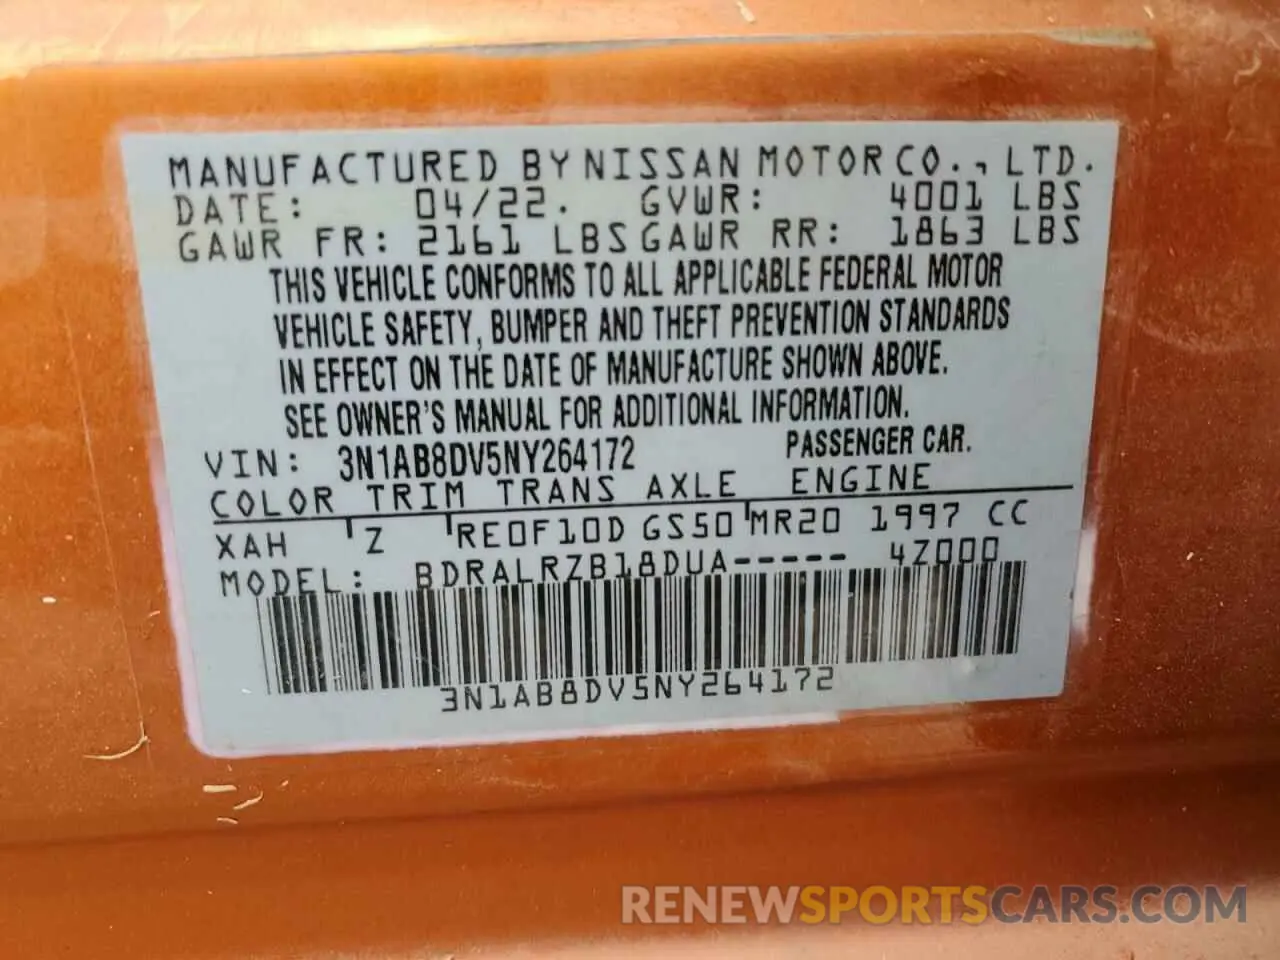 MANUFACTURED BY NISSAN MOTOR CO., LTD.
DATE: 04/22. GVWR: 4001 LBS
GAWR FR: 2161 LBS GAWR RR: 1863 LBS
THIS VEHICLE CONFORMS TO ALL APPLICABLE FEDERAL MOTOR
VEHICLE SAFETY, BUMPER AND THEFT PREVENTION STANDARDS
IN EFFECT ON THE DATE OF MANUFACTURE SHOWN ABOVE.
SEE OWNER'S MANUAL FOR ADDITIONAL INFORMATION.
VIN: 3N1AB8DV5NY264172 PASSENGER CAR.
COLOR TRIM TRANS AXLE ENGINE
XAH Z RE0F10D GS50 MR20 1997 CC
MODEL: BDRALRZB18DUA----- 4Z000
3N1AB8DV5NY264172
RENEWSPORTSCARS.COM